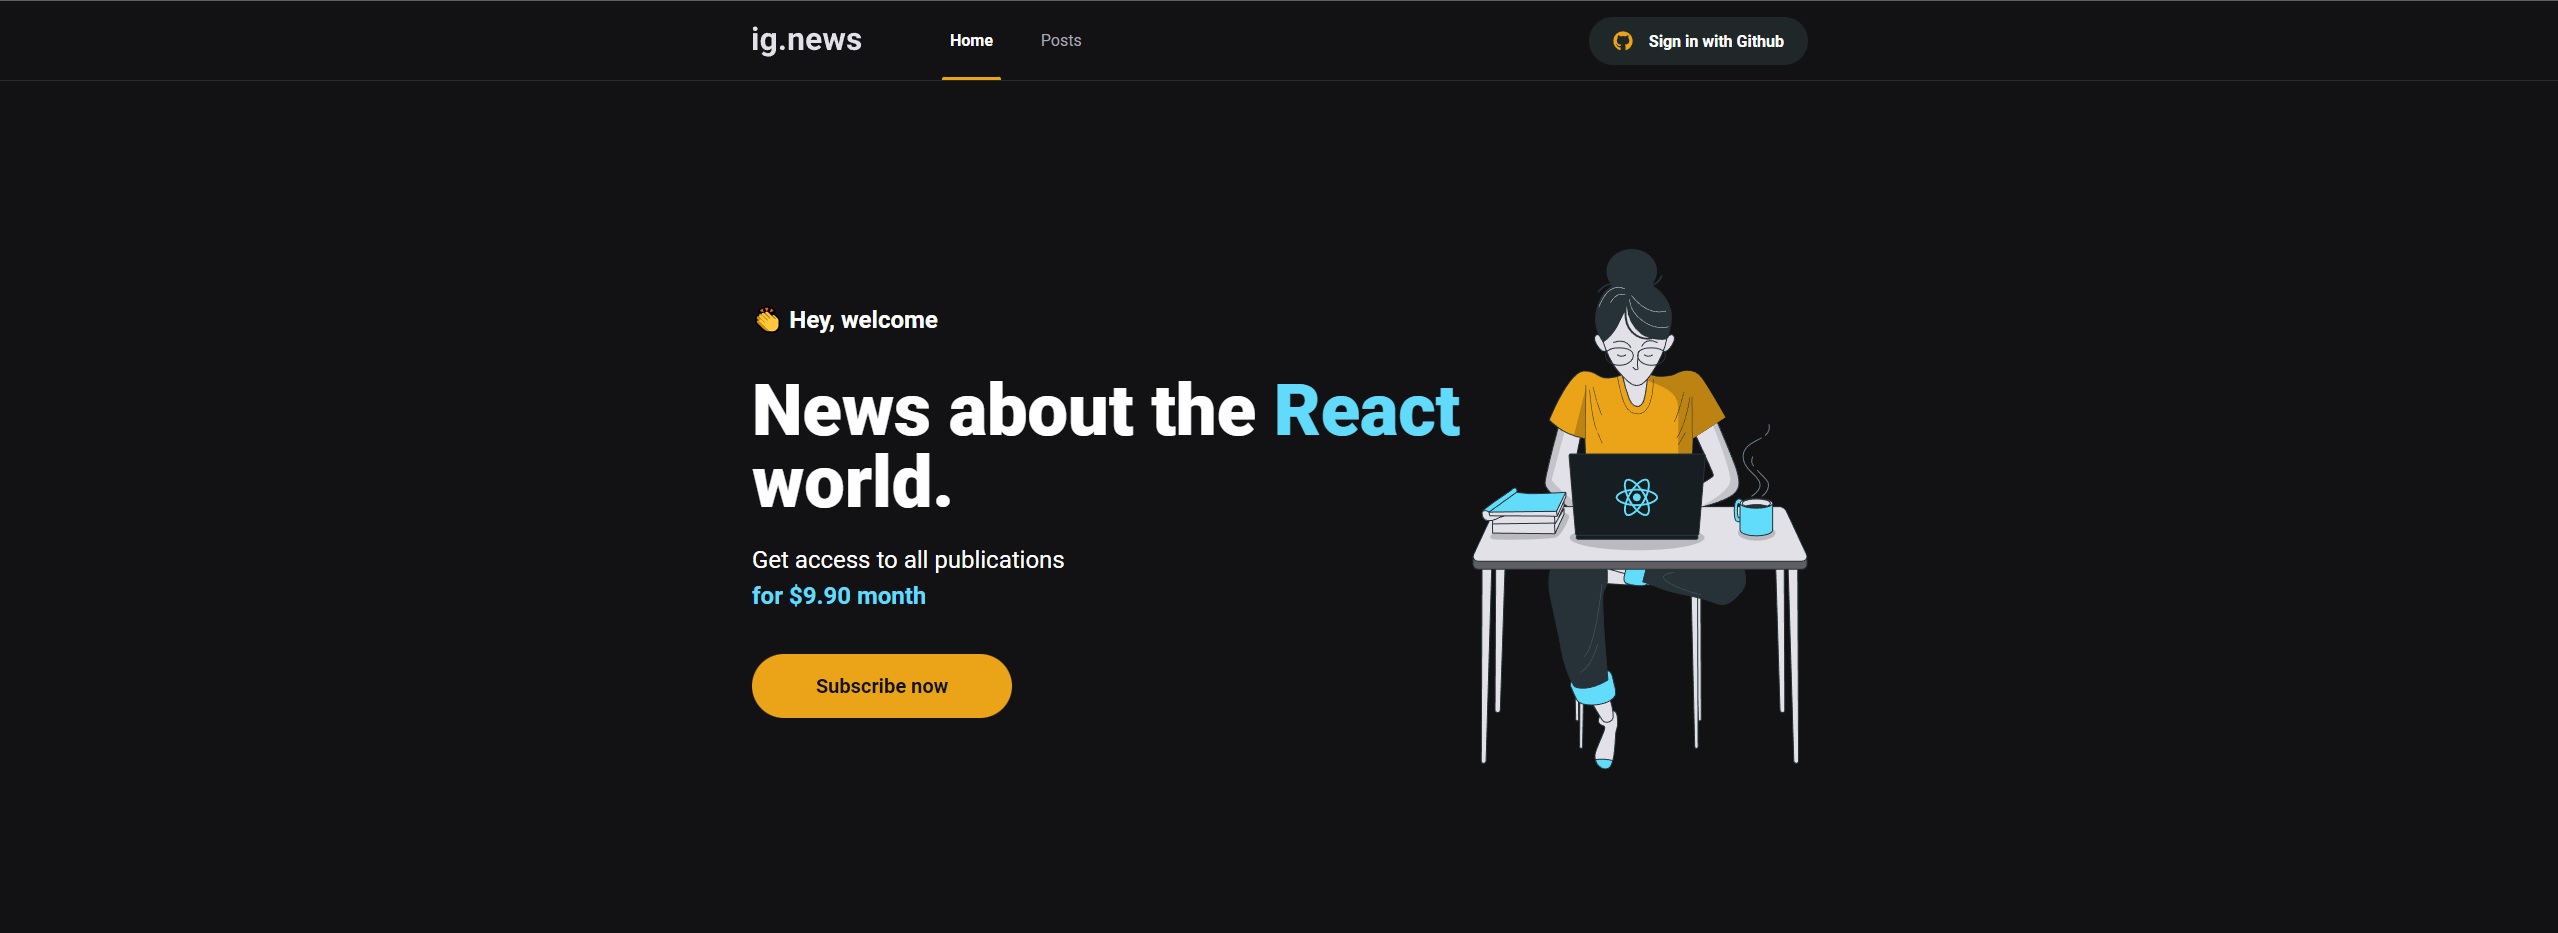 ig.news
Home
Posts
Sign in with Github
👏 Hey, welcome
News about the React
world.
Get access to all publications
for $9.90 month
Subscribe now